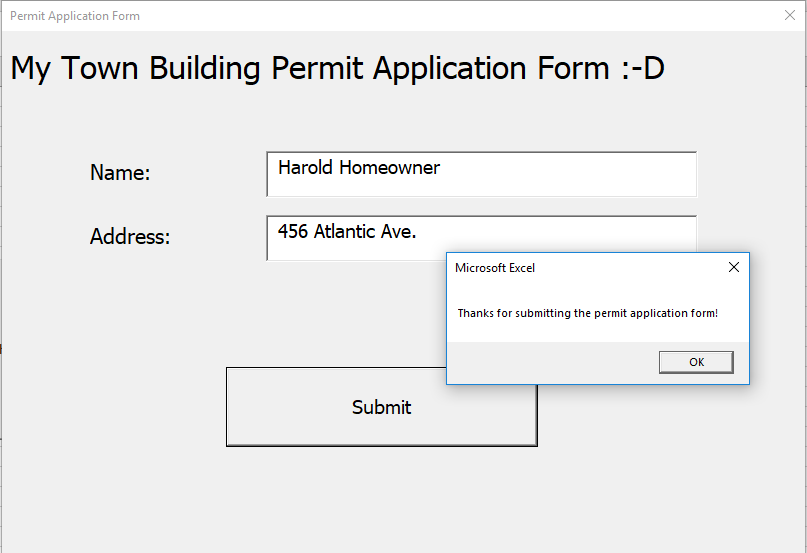 Permit Application Form
My Town Building Permit Application Form :-D
Name:
Harold Homeowner
Address:
456 Atlantic Ave.
Microsoft Excel
Thanks for submitting the permit application form!
OK
Submit